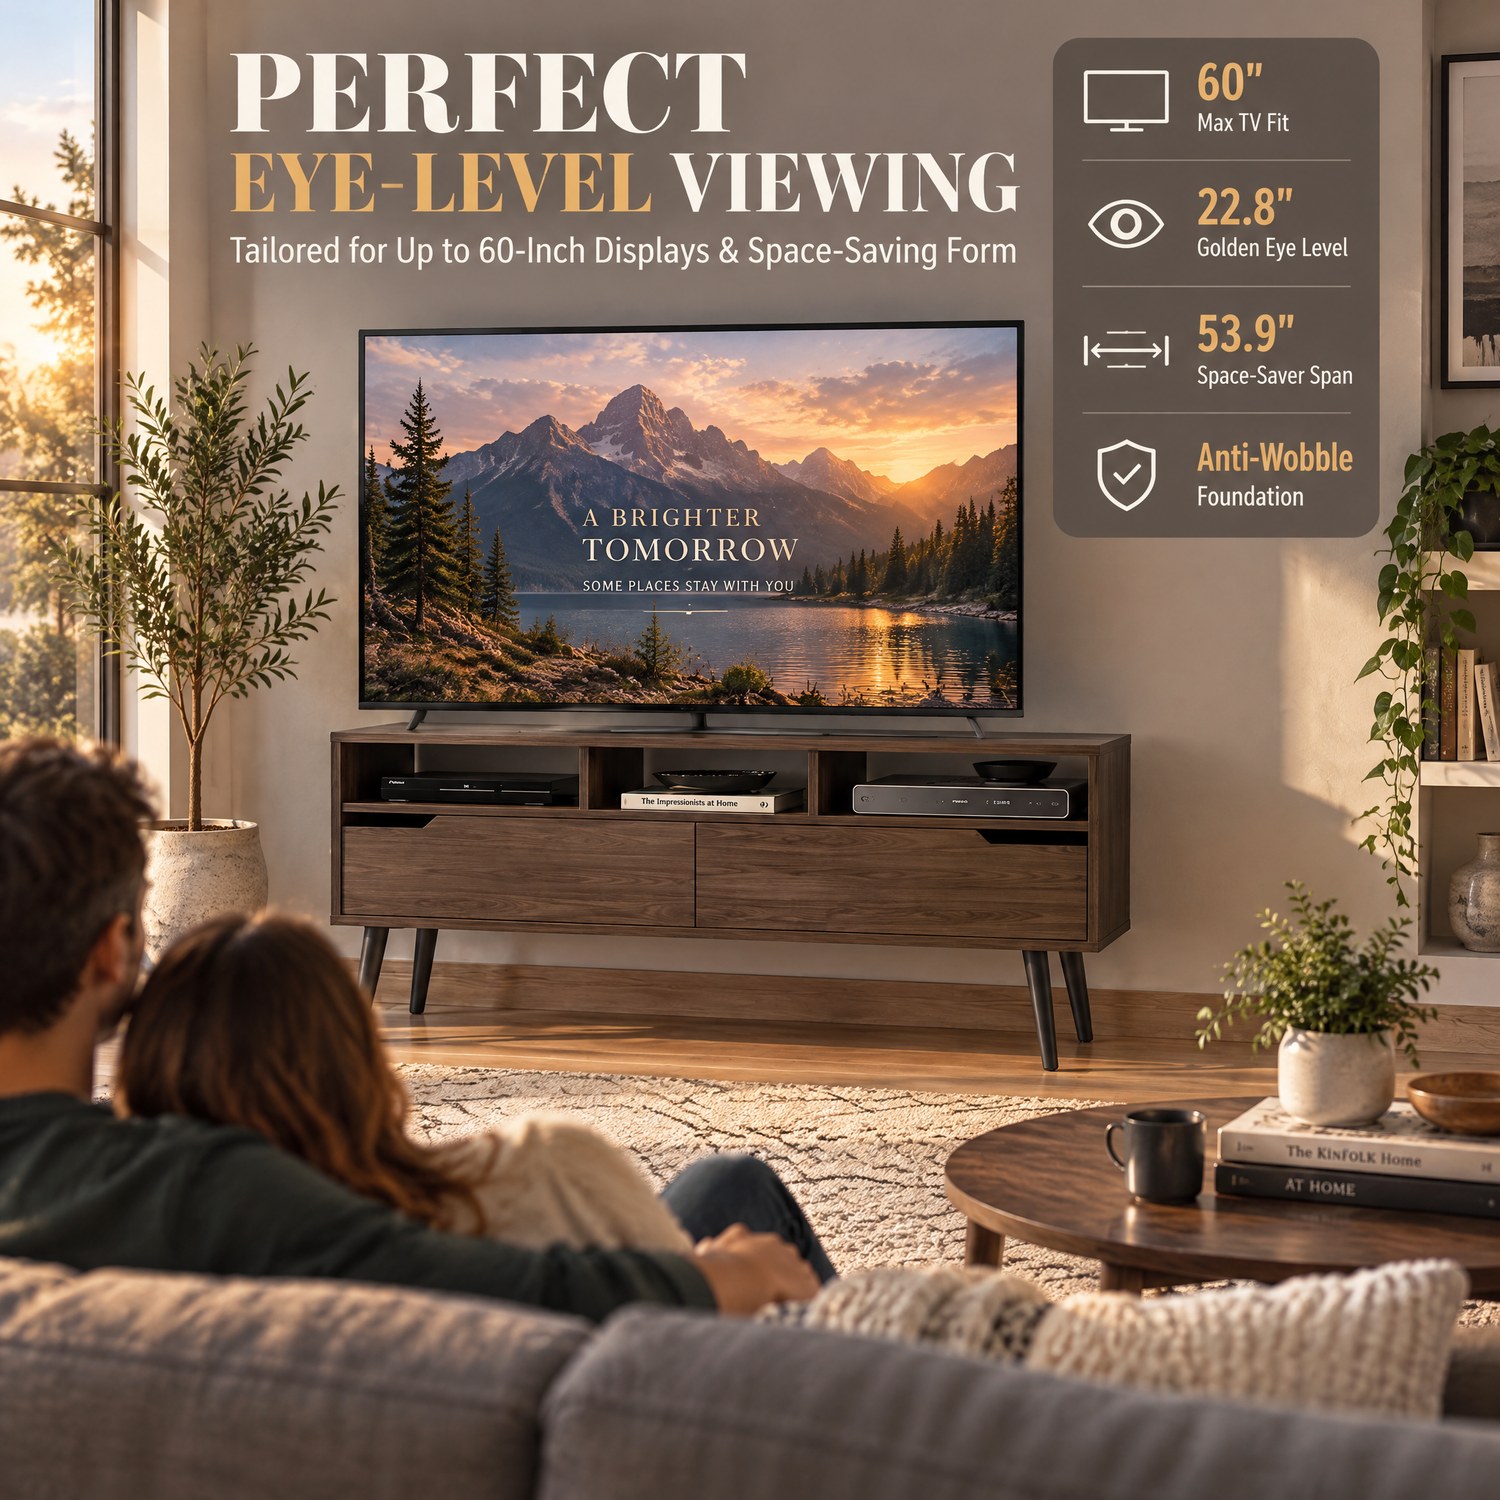 PERFECT
EYE-LEVEL VIEWING
Tailored for Up to 60-Inch Displays & Space-Saving Form
60"
Max TV Fit
22.8"
Golden Eye Level
53.9"
Space-Saver Span
Anti-Wobble
Foundation
A BRIGHTER
TOMORROW
SOME PLACES STAY WITH YOU
The Impressionists at Home
The KINFOLK Home
AT HOME